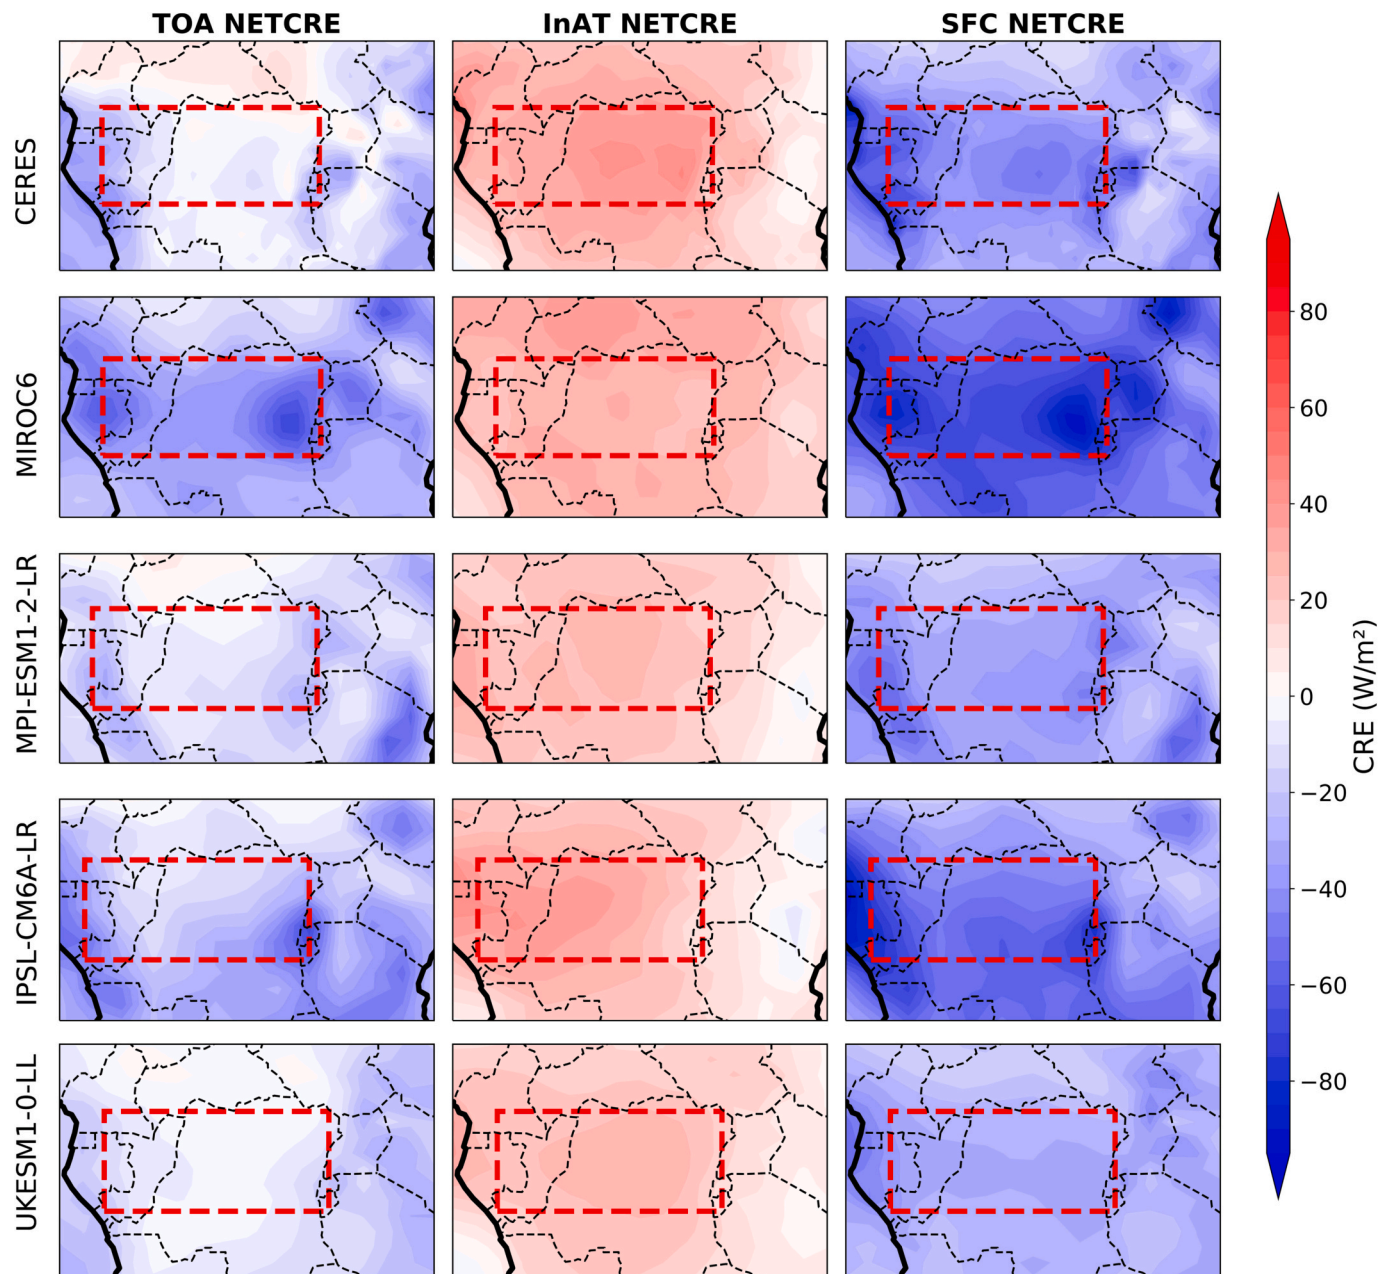 TOA NETCRE
InAT NETCRE
SFC NETCRE
CERES
MIROC6
MPI-ESM1-2-LR
IPSL-CM6A-LR
UKESM1-0-LL
80
60
40
20
0
−20
−40
−60
−80
CRE (W/m²)